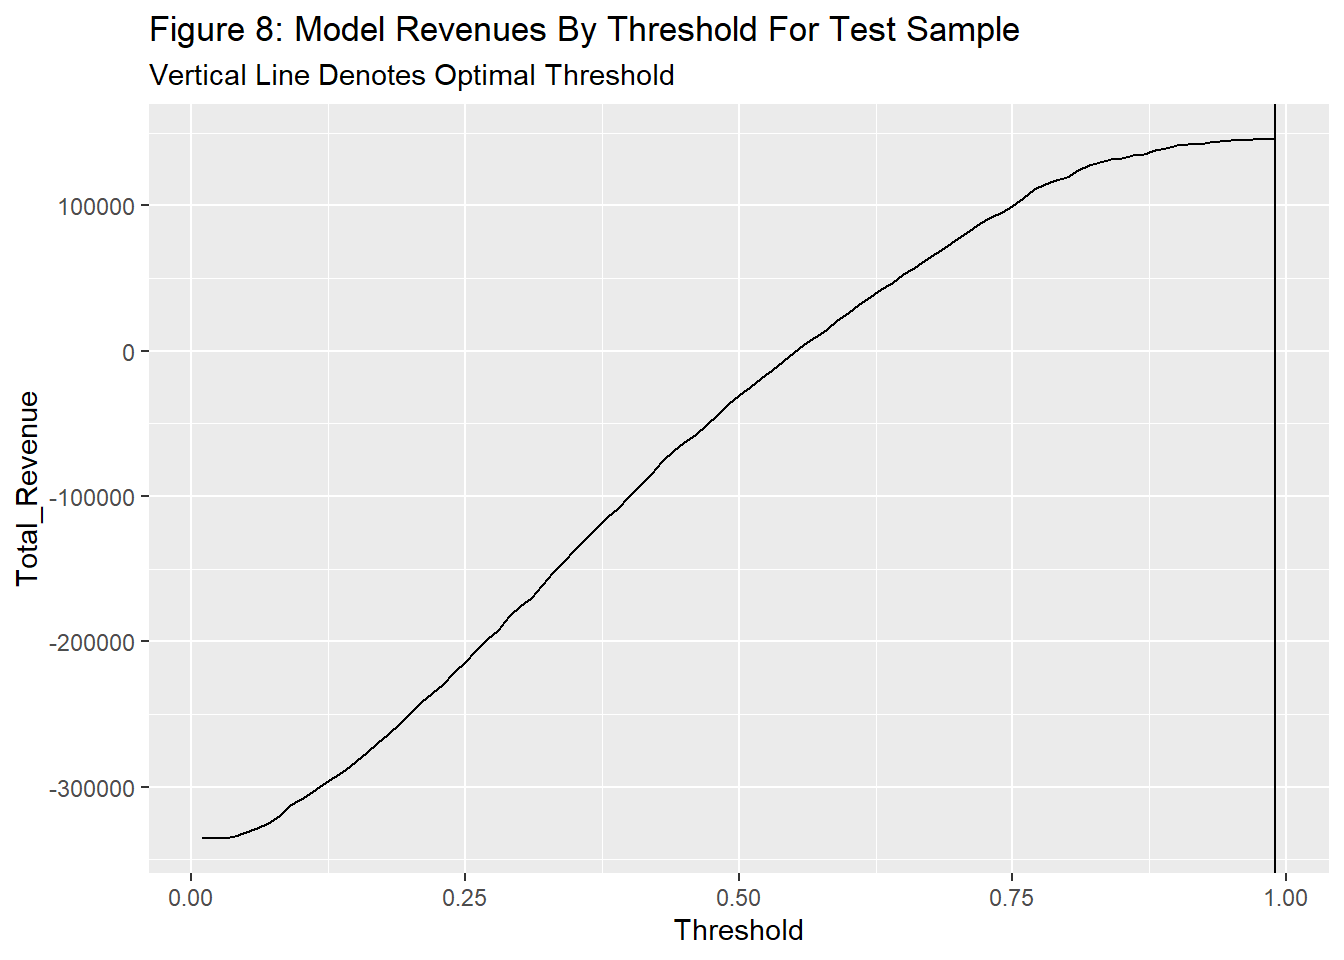 Figure 8: Model Revenues By Threshold For Test Sample
Vertical Line Denotes Optimal Threshold
Total_Revenue
100000
0
-100000
-200000
-300000
0.00
0.25
0.50
0.75
1.00
Threshold